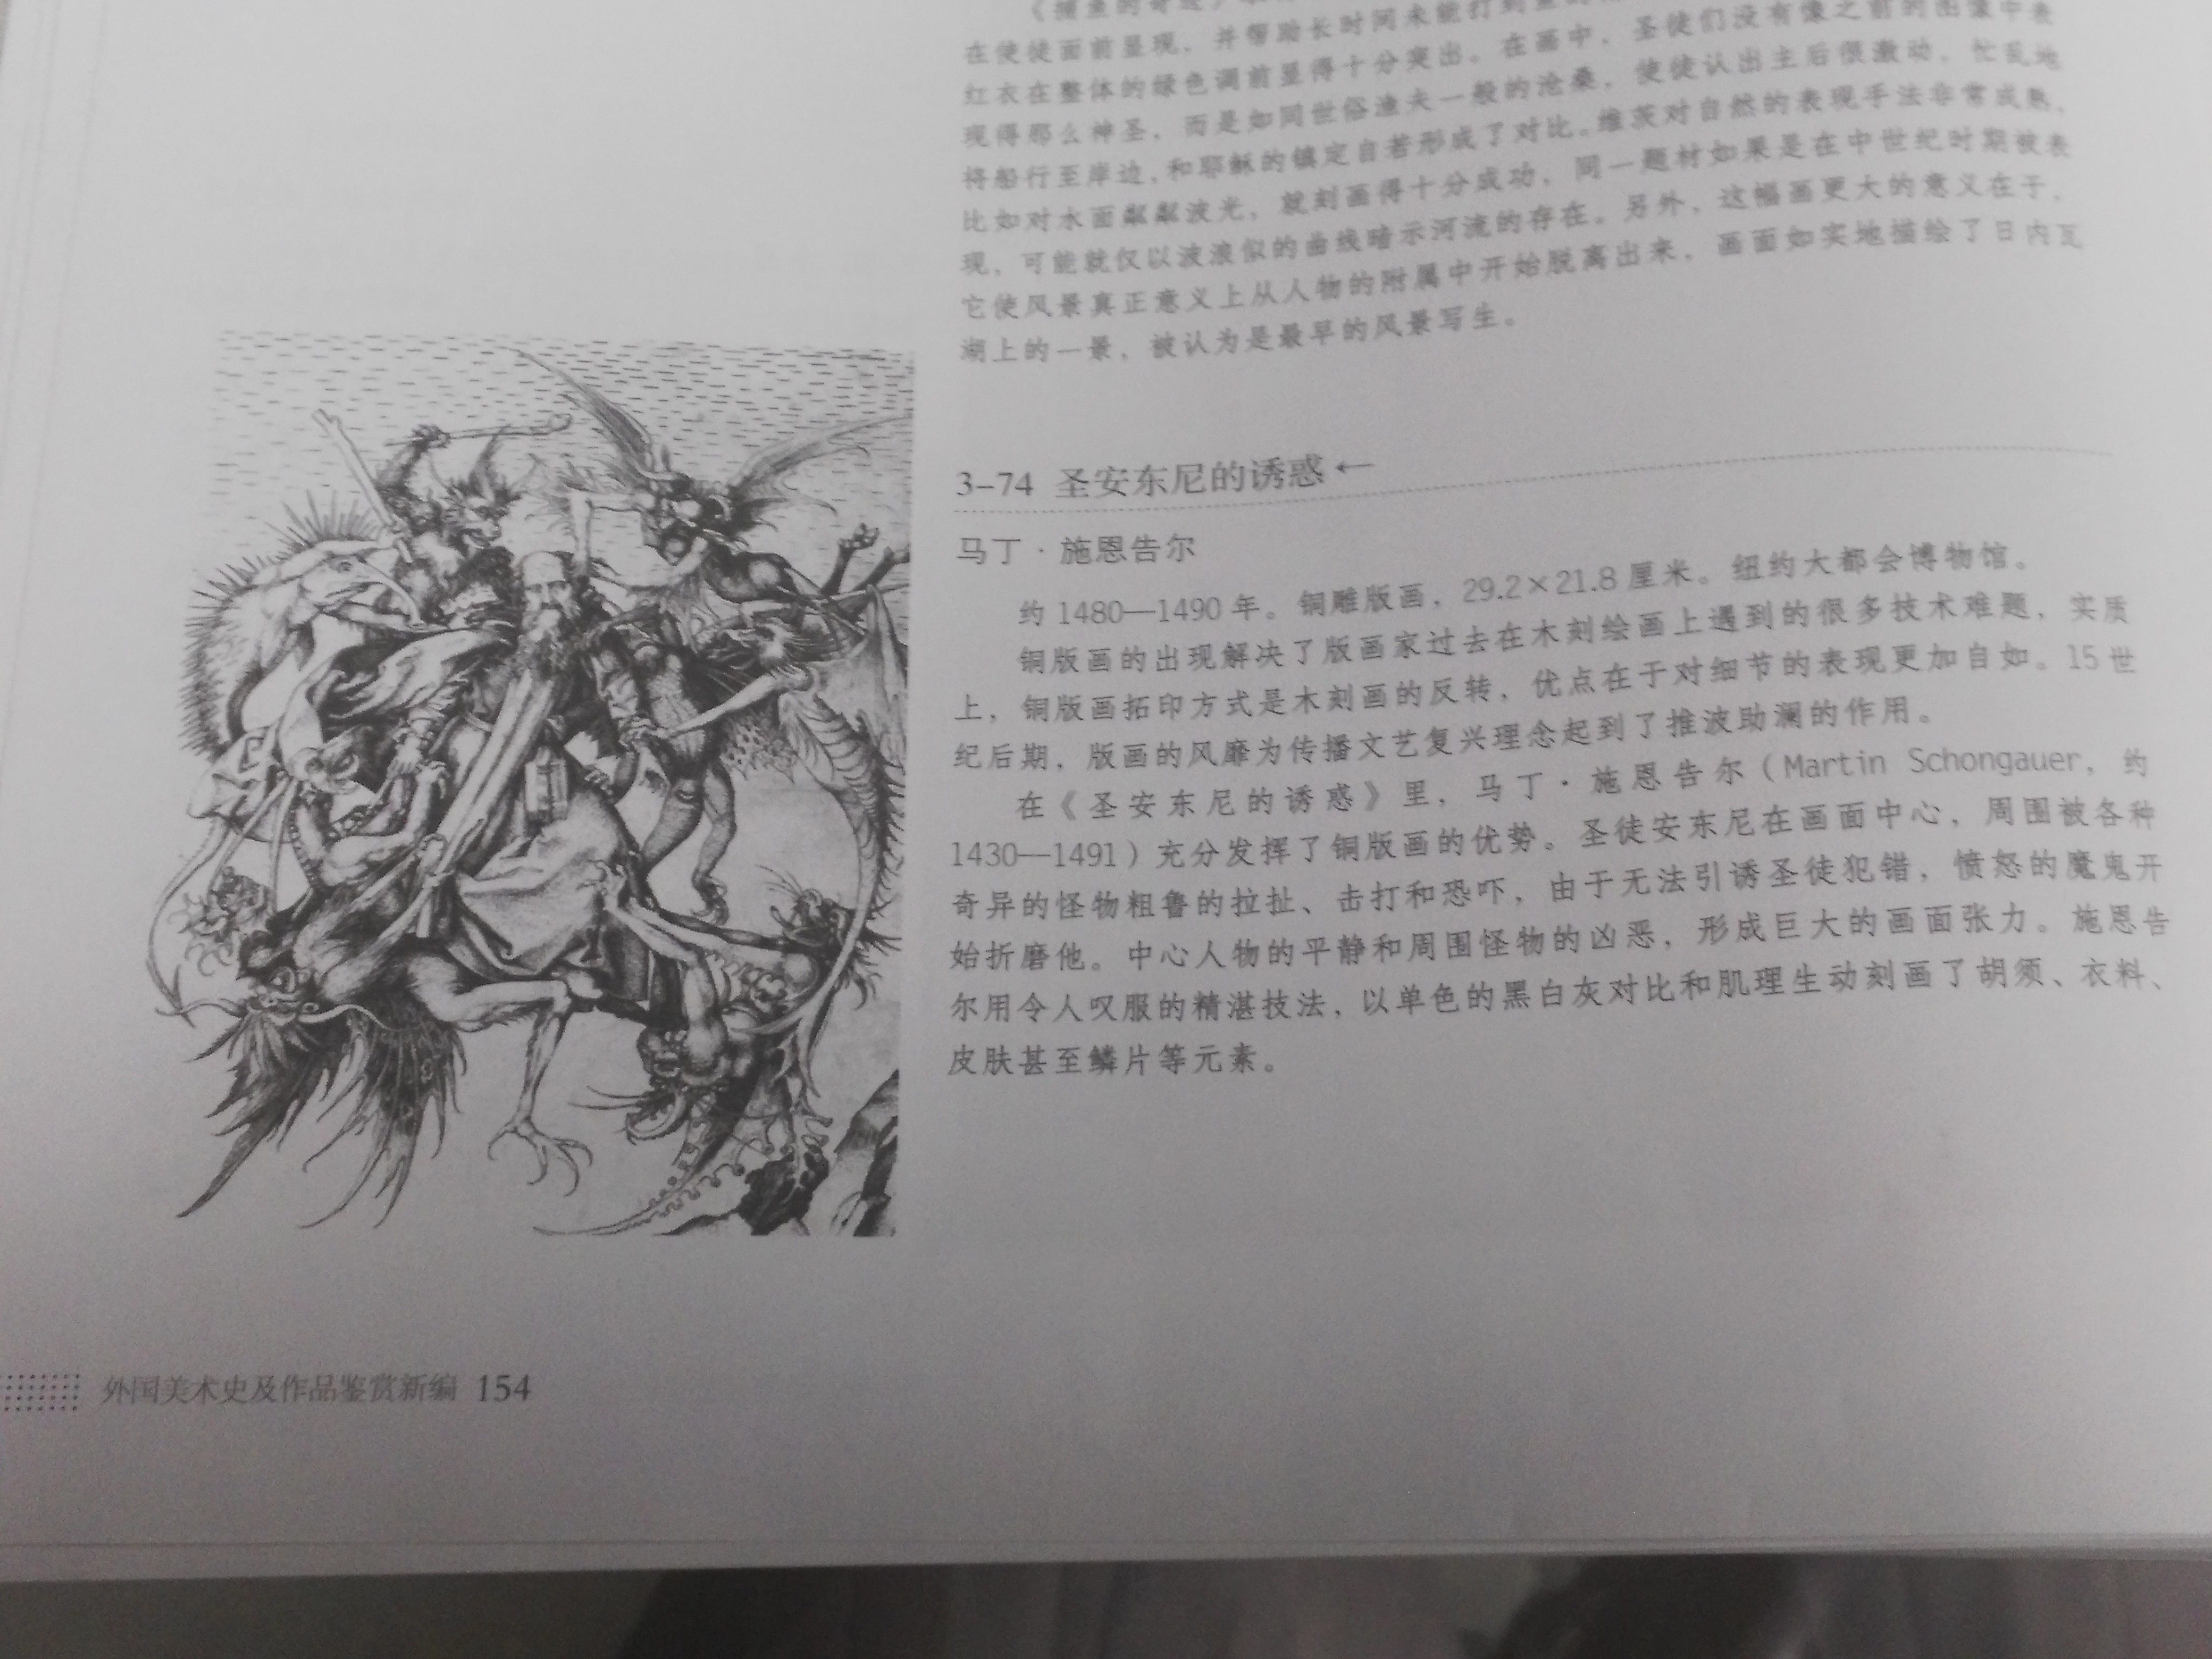 《捕鱼的奇迹》
在使徒面前显现，并帮助长时间未能打到鱼的
红衣在整体的绿色调前显得十分突出。在画中，圣徒们没有像之前的图像中表
现得那么神圣，而是如同世俗渔夫一般的沧桑，使徒认出主后很激动，忙乱地
将船行至岸边，和耶稣的镇定自若形成了对比。维茨对自然的表现手法非常成熟，
比如对水面粼粼波光，就刻画得十分成功，同一题材如果是在中世纪时期被表
现，可能就仅以波浪似的曲线暗示河流的存在。另外，这幅画更大的意义在于，
它使风景真正意义上从人物的附属中开始脱离出来，画面如实地描绘了日内瓦
湖上的一景，被认为是最早的风景写生。
3-74 圣安东尼的诱惑←
马丁·施恩告尔
约 1480—1490 年。铜雕版画，29.2×21.8 厘米。纽约大都会博物馆。
铜版画的出现解决了版画家过去在木刻绘画上遇到的很多技术难题，实质
上，铜版画拓印方式是木刻画的反转，优点在于对细节的表现更加自如。15 世
纪后期，版画的风靡为传播文艺复兴理念起到了推波助澜的作用。
在《圣安东尼的诱惑》里，马丁·施恩告尔（Martin Schongauer，约
1430—1491）充分发挥了铜版画的优势。圣徒安东尼在画面中心，周围被各种
奇异的怪物粗鲁的拉扯、击打和恐吓，由于无法引诱圣徒犯错，愤怒的魔鬼开
始折磨他。中心人物的平静和周围怪物的凶恶，形成巨大的画面张力。施恩告
尔用令人叹服的精湛技法，以单色的黑白灰对比和肌理生动刻画了胡须、衣料、
皮肤甚至鳞片等元素。
外国美术史及作品鉴赏新编 154